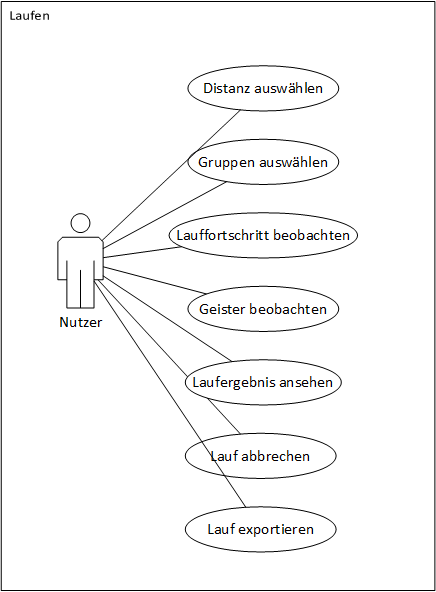 Laufen
Distanz auswählen
Gruppen auswählen
Lauffortschritt beobachten
Geister beobachten
Nutzer
Laufergebnis ansehen
Lauf abbrechen
Lauf exportieren